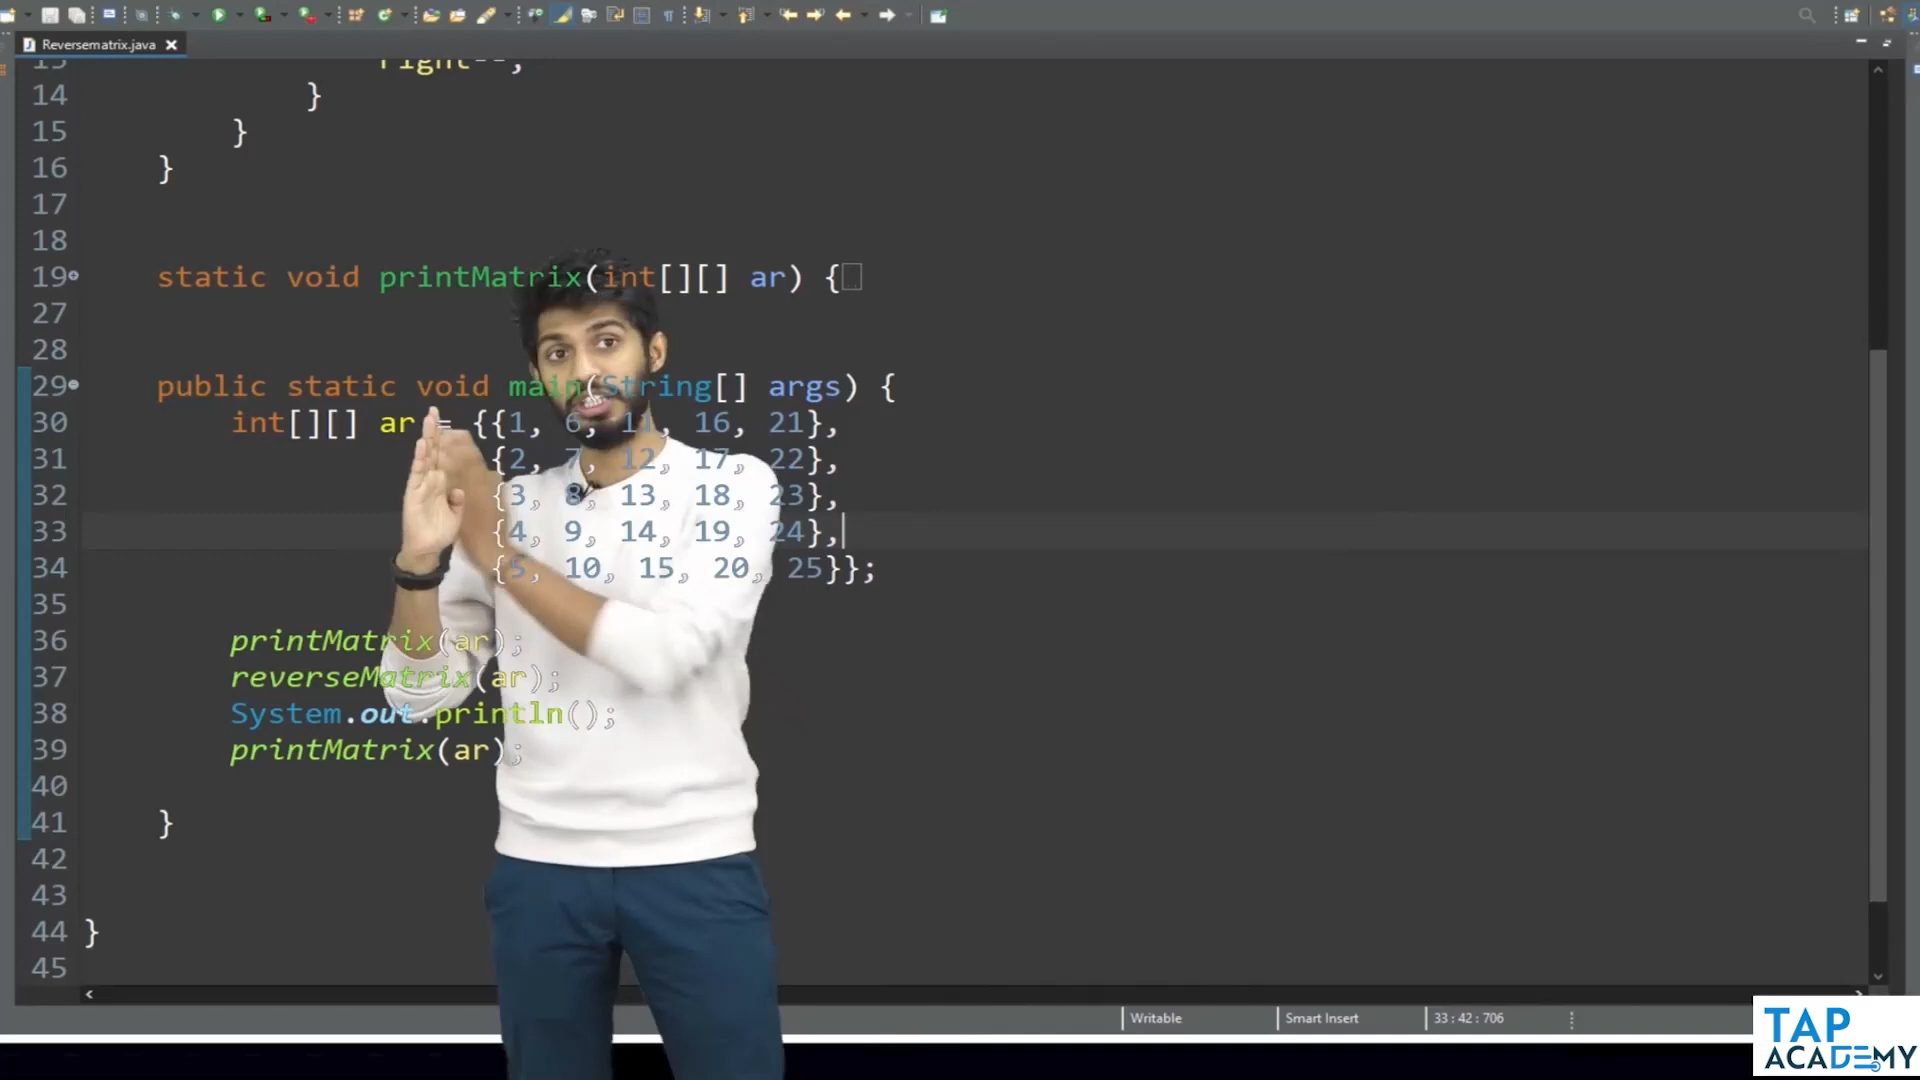 Reversematrix.java
13 right--;
14 }
15 }
16 }
17
18
19 static void printMatrix(int[][] ar) {
27
28
29 public static void main(String[] args) {
30 int[][] ar = {{1, 6, 11, 16, 21},
31 {2, 7, 12, 17, 22},
32 {3, 8, 13, 18, 23},
33 {4, 9, 14, 19, 24},
34 {5, 10, 15, 20, 25}};
35
36 printMatrix(ar);
37 reverseMatrix(ar);
38 System.out.println();
39 printMatrix(ar);
40
41 }
42
43
44 }
45
Writable Smart Insert 33 : 42 : 706
TAP
ACADEMY